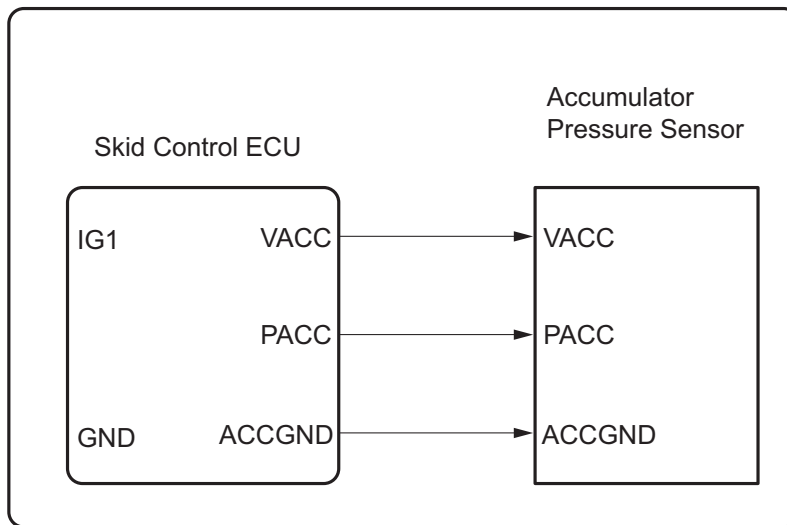 Accumulator
Pressure Sensor
Skid Control ECU
IG1
VACC
VACC
PACC
PACC
GND
ACCGND
ACCGND